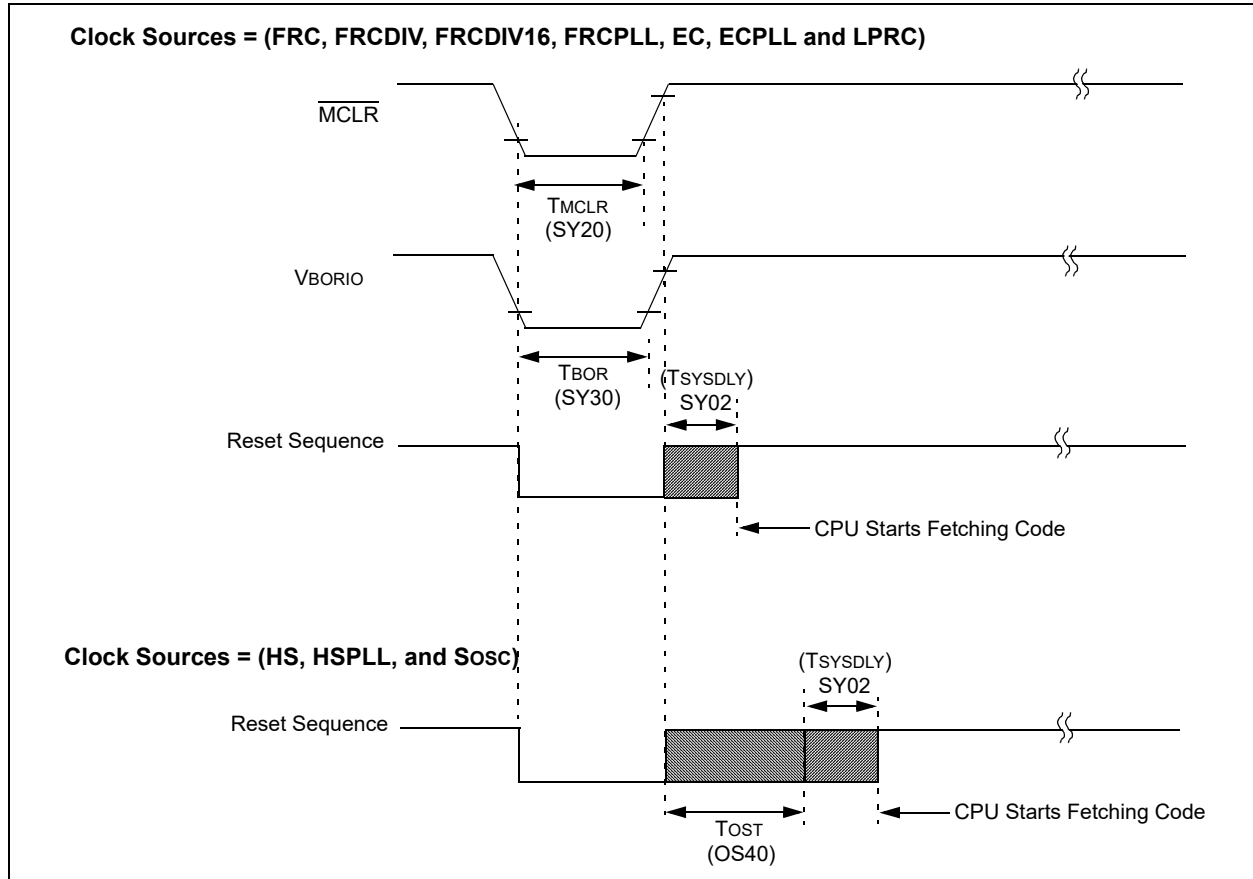 Clock Sources = (FRC, FRCDIV, FRCDIV16, FRCPLL, EC, ECPLL and LPRC)
MCLR
TMCLR
(SY20)
VBORIO
TBOR
(SY30)
(TSYSDLY)
SY02
Reset Sequence
CPU Starts Fetching Code
Clock Sources = (HS, HSPLL, and SOSC)
(TSYSDLY)
SY02
Reset Sequence
CPU Starts Fetching Code
TOST
(OS40)